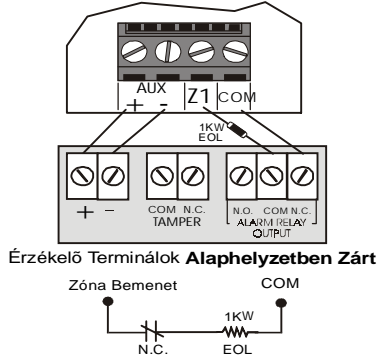 AUX Z1 COM
+ -
1KW
EOL
+ - COM N.C. N.O. COM N.C.
TAMPER ALARM RELAY
OUTPUT
Érzékelő Terminálok Alaphelyzetben Zárt
Zóna Bemenet COM
1KW
N.C. EOL